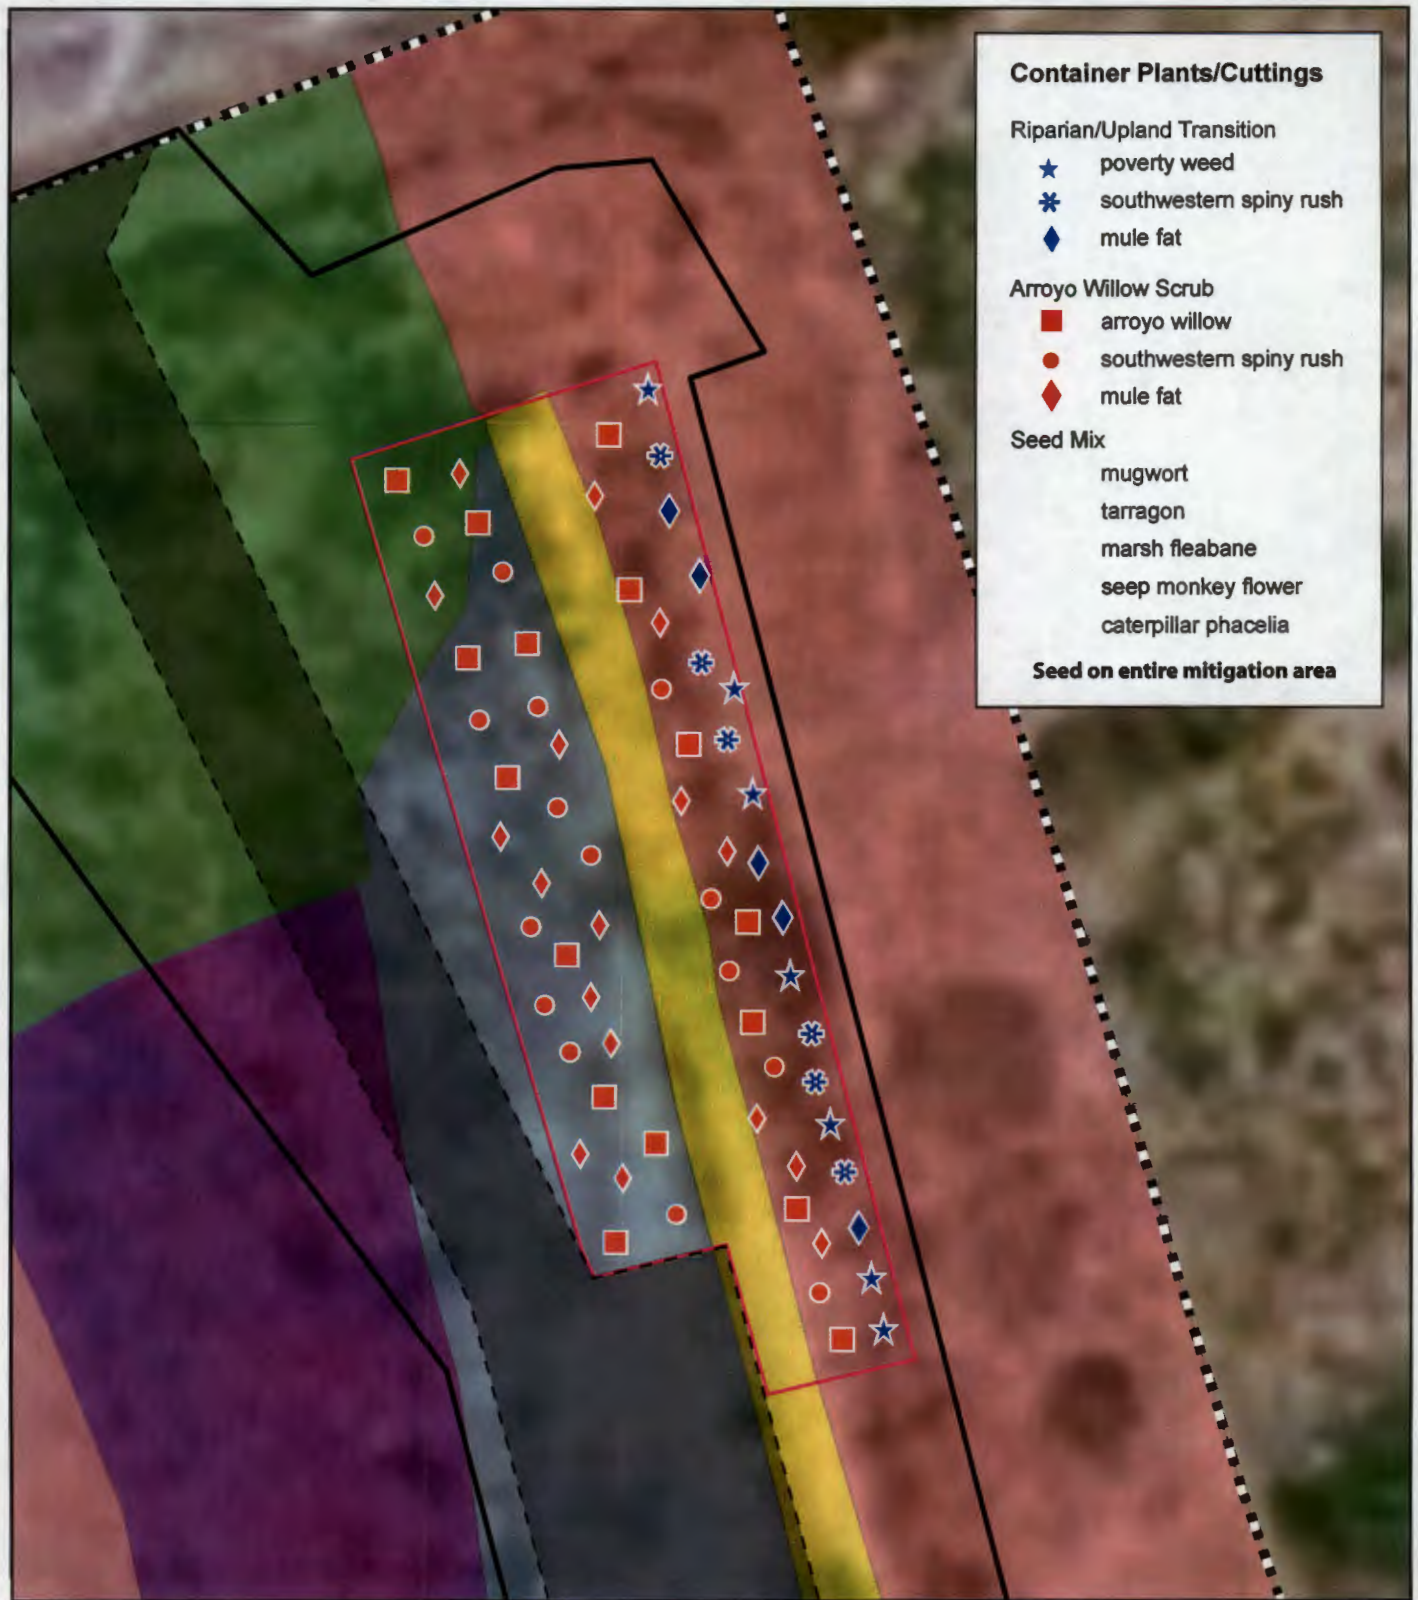 Container Plants/Cuttings
Riparian/Upland Transition
poverty weed
southwestern spiny rush
mule fat
Arroyo Willow Scrub
arroyo willow
southwestern spiny rush
mule fat
Seed Mix
mugwort
tarragon
marsh fleabane
seep monkey flower
caterpillar phacelia
Seed on entire mitigation area